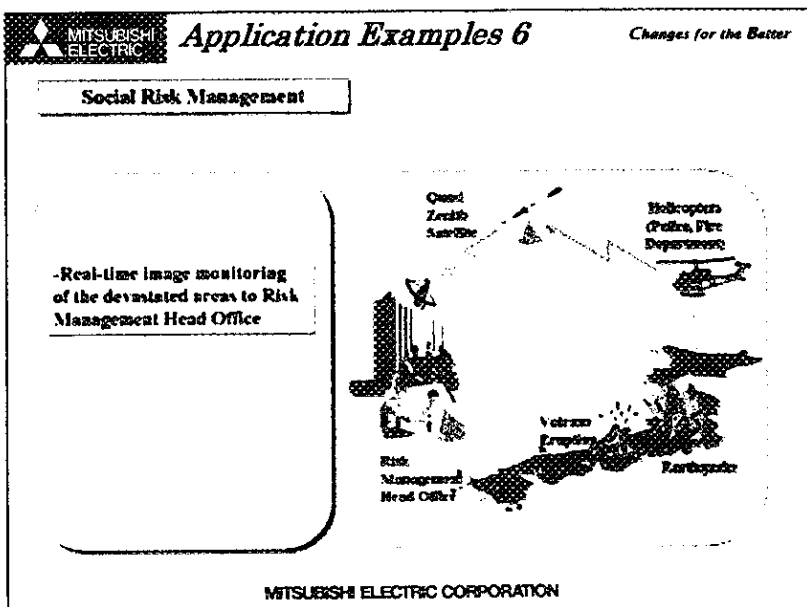 MITSUBISHI
ELECTRIC
Application Examples 6
Changes for the Better
Social Risk Management
-Real-time image monitoring
of the devastated areas to Risk
Management Head Office
Quasi
Zenith
Satellite
Helicopters
(Police, Fire
Department)
Volcano
Eruption
Earthquake
Risk
Management
Head Office
MITSUBISHI ELECTRIC CORPORATION